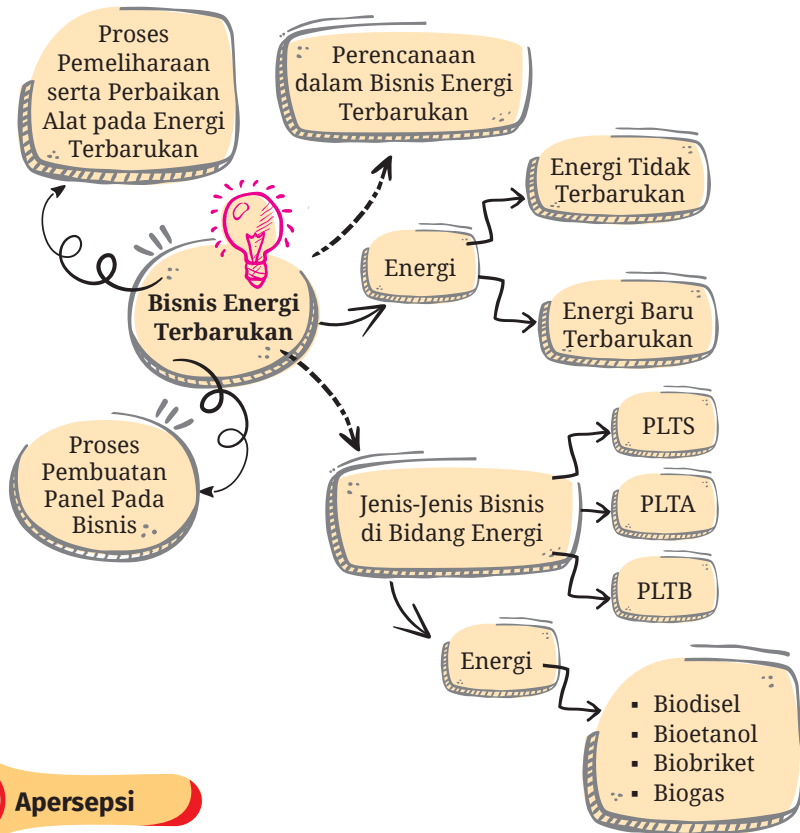 Proses
Pemeliharaan
serta Perbaikan
Alat pada Energi
Terbarukan
Perencanaan
dalam Bisnis Energi
Terbarukan
Energi Tidak
Terbarukan
Energi
Energi Baru
Terbarukan
Bisnis Energi
Terbarukan
Proses
Pembuatan
Panel Pada
Bisnis
Jenis-Jenis Bisnis
di Bidang Energi
PLTS
PLTA
PLTB
Energi
▪ Biodisel
▪ Bioetanol
▪ Biobriket
▪ Biogas
Apersepsi